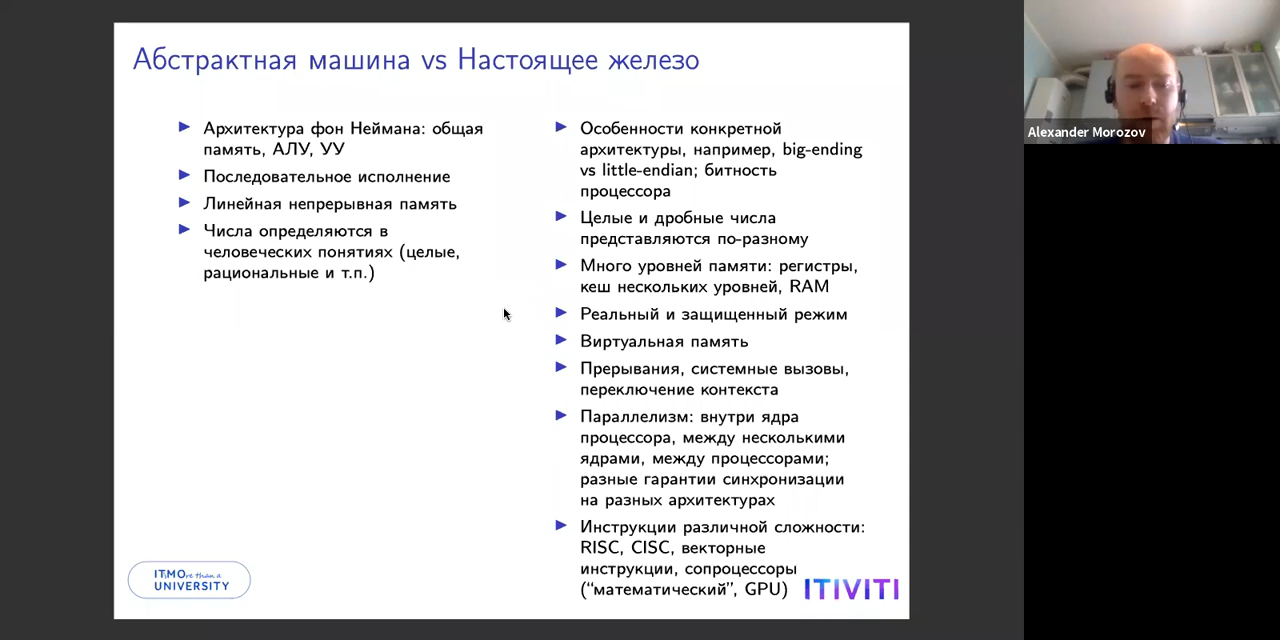 Абстрактная машина vs Настоящее железо
Архитектура фон Неймана: общая
память, АЛУ, УУ
Последовательное исполнение
Линейная непрерывная память
Числа определяются в
человеческих понятиях (целые,
рациональные и т.п.)
Особенности конкретной
архитектуры, например, big-ending
vs little-endian; битность
процессора
Целые и дробные числа
представляются по-разному
Много уровней памяти: регистры,
кеш нескольких уровней, RAM
Реальный и защищенный режим
Виртуальная память
Прерывания, системные вызовы,
переключение контекста
Параллелизм: внутри ядра
процессора, между несколькими
ядрами, между процессорами;
разные гарантии синхронизации
на разных архитектурах
Инструкции различной сложности:
RISC, CISC, векторные
инструкции, сопроцессоры
(“математический”, GPU)
ITMOre than a
UNIVERSITY
ITIVITI
Alexander Morozov